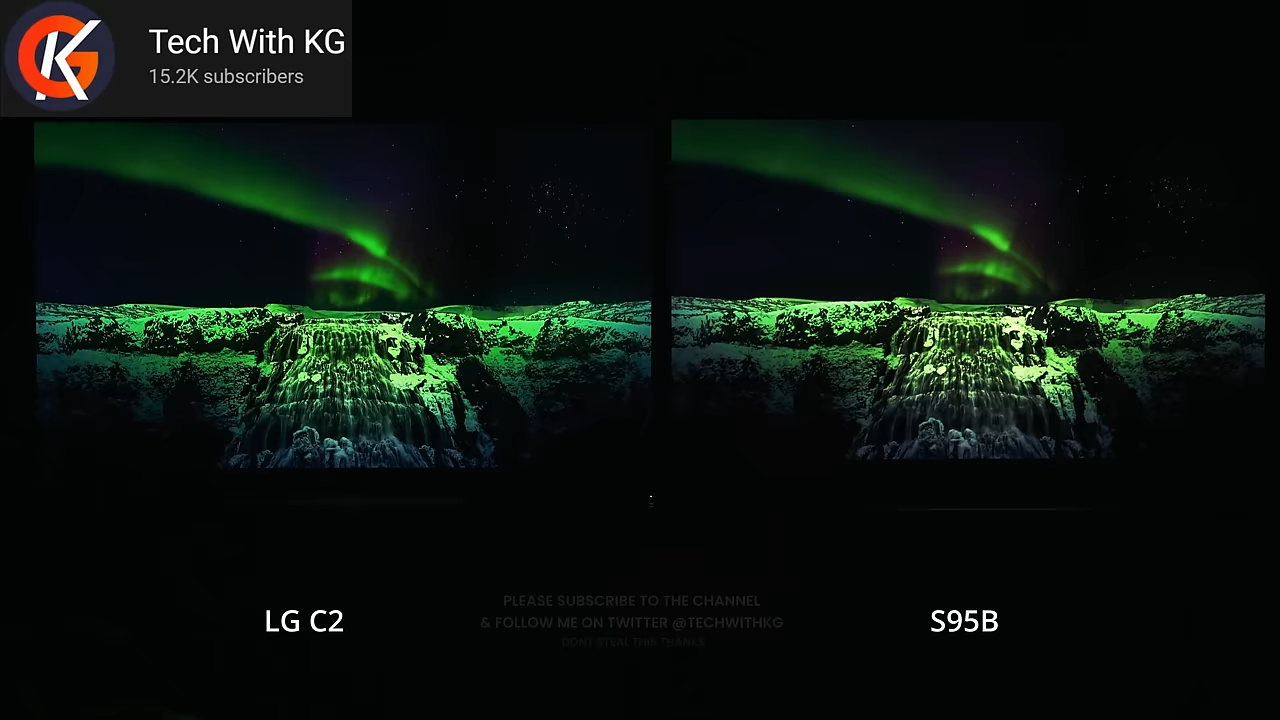 Tech With KG
15.2K subscribers
LG C2
PLEASE SUBSCRIBE TO THE CHANNEL
& FOLLOW ME ON TWITTER @TECHWITHKG
DONT STEAL THIS THANKS
S95B